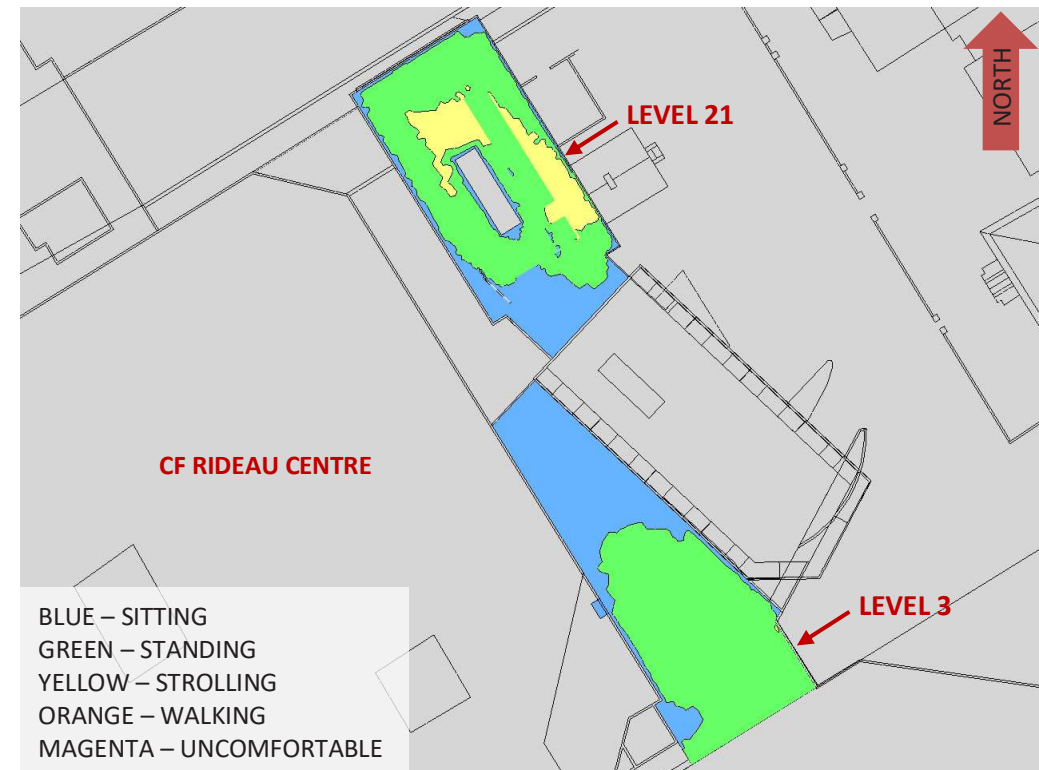 NORTH
LEVEL 21
CF RIDEAU CENTRE
LEVEL 3
BLUE – SITTING
GREEN – STANDING
YELLOW – STROLLING
ORANGE – WALKING
MAGENTA – UNCOMFORTABLE